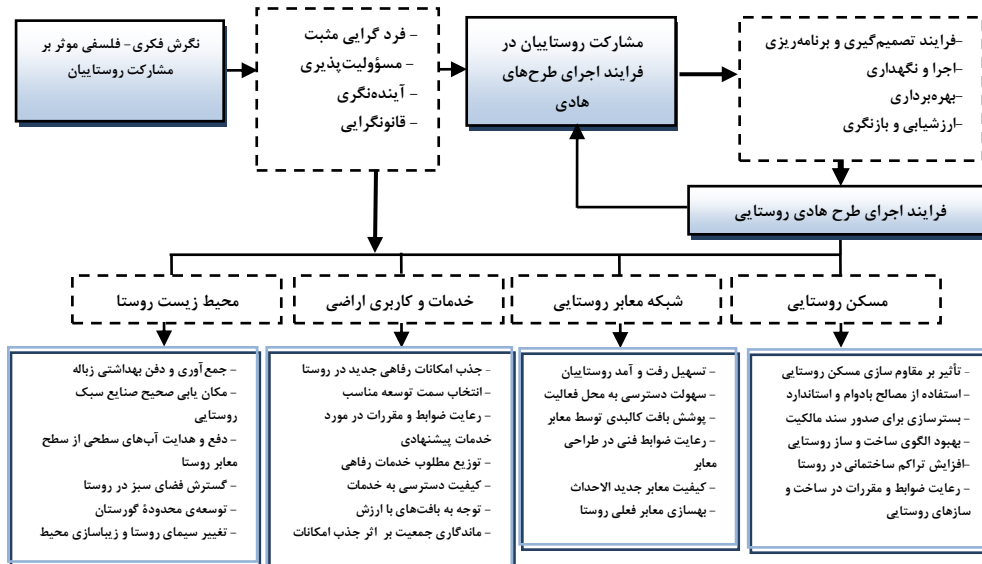 نگرش فکری- فلسفی موثر بر
مشارکت روستاییان
- فرد گرایی مثبت
- مسؤولیت‌پذیری
- آینده‌نگری
- قانونگرایی
مشارکت روستاییان در
فرایند اجرای طرح‌های
هادی
-فرایند تصمیم‌گیری و برنامه‌ریزی
-اجرا و نگهداری
-بهره‌برداری
-ارزشیابی و بازنگری
فرایند اجرای طرح هادی روستایی
مسکن روستایی
شبکه معابر روستایی
خدمات و کاربری اراضی
محیط زیست روستا
- تأثیر بر مقاوم سازی مسکن روستایی
- استفاده از مصالح بادوام و استاندارد
- بسترسازی برای صدور سند مالکیت
- بهبود الگوی ساخت و ساز روستایی
-افزایش تراکم ساختمانی در روستا
- رعایت ضوابط و مقررات در ساخت و
سازهای روستایی
- تسهیل رفت و آمد روستاییان
- سهولت دسترسی به محل فعالیت
- پوشش بافت کالبدی توسط معابر
- رعایت ضوابط فنی در طراحی
معابر
- کیفیت معابر جدید الاحداث
- بهسازی معابر فعلی روستا
- جذب امکانات رفاهی جدید در روستا
- انتخاب سمت توسعه مناسب
- رعایت ضوابط و مقررات در مورد
خدمات پیشنهادی
- توزیع مطلوب خدمات رفاهی
- کیفیت دسترسی به خدمات
- توجه به بافت‌های با ارزش
- ماندگاری جمعیت بر اثر جذب امکانات
- جمع‌آوری و دفن بهداشتی زباله
- مکان یابی صحیح صنایع سبک
روستایی
- دفع و هدایت آب‌های سطحی از سطح
معابر روستا
- گسترش فضای سبز در روستا
- توسعه‌ی محدودهٔ گورستان
- تغییر سیمای روستا و زیباسازی محیط